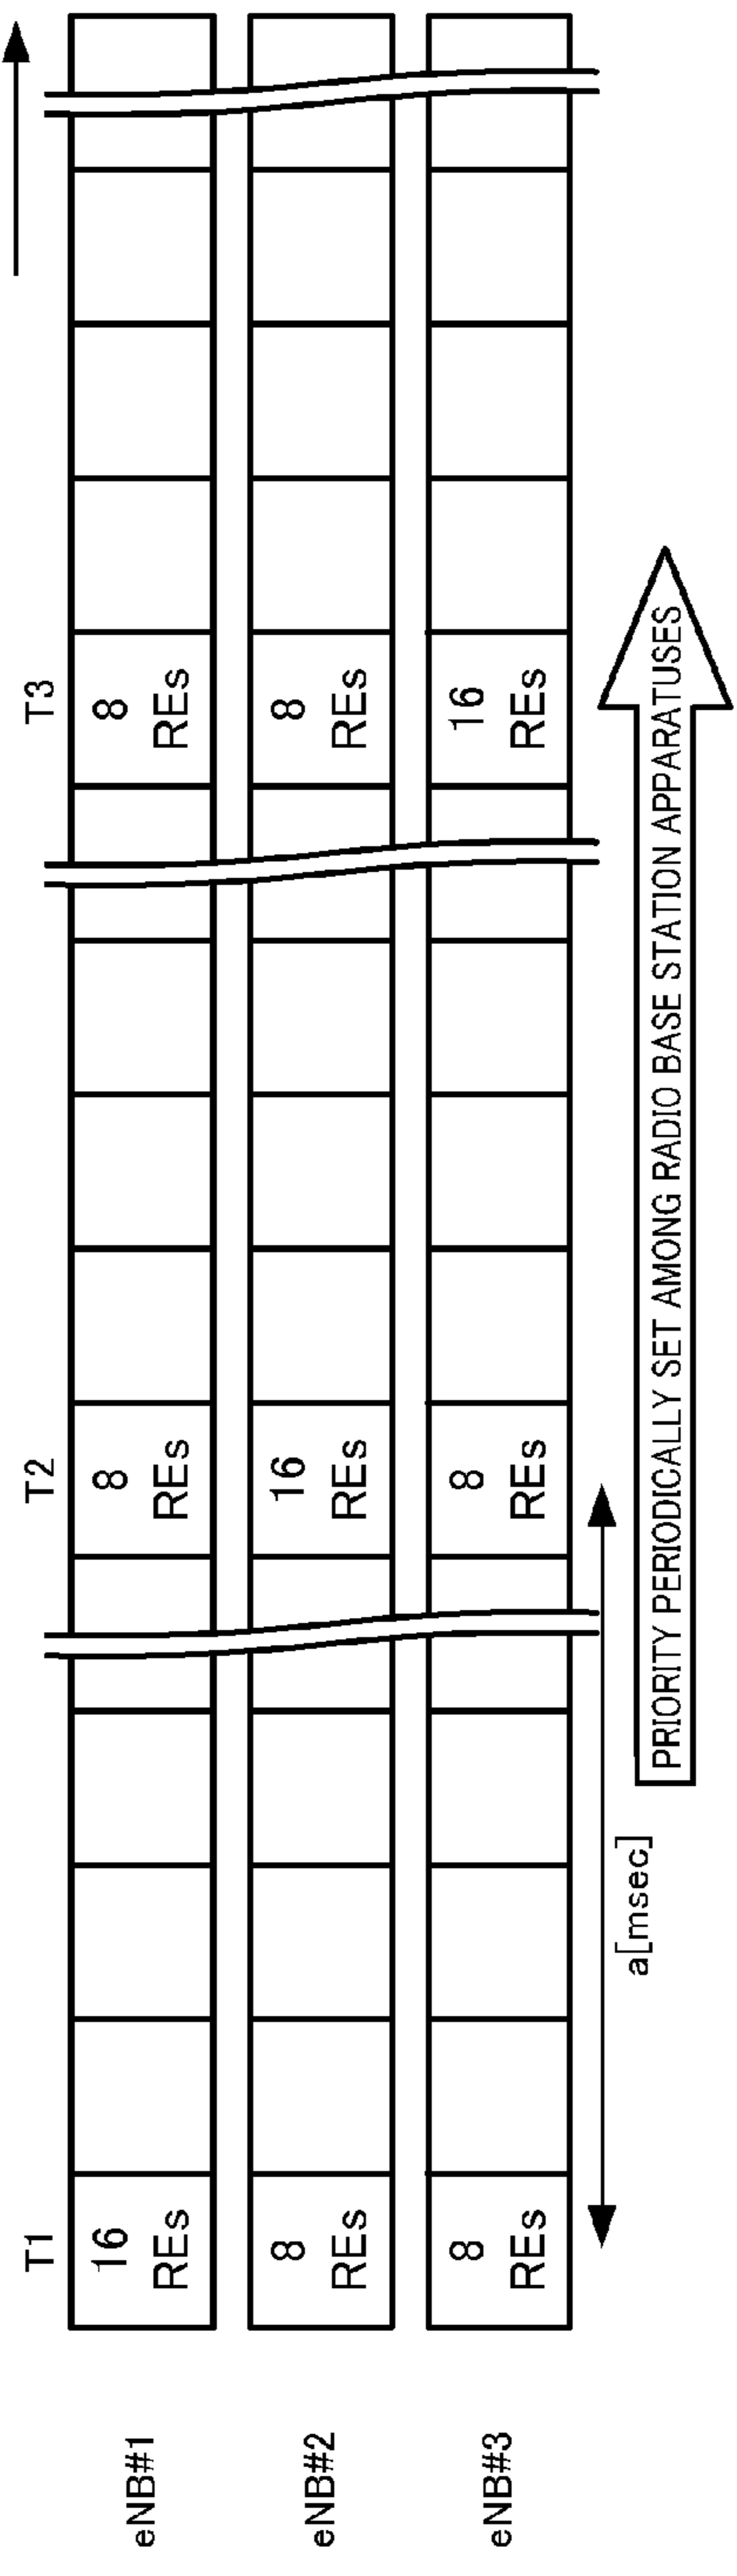 T1
T2
T3
eNB#1
16
REs
8
REs
8
REs
eNB#2
8
REs
16
REs
8
REs
eNB#3
8
REs
8
REs
16
REs
a[msec]
PRIORITY PERIODICALLY SET AMONG RADIO BASE STATION APPARATUSES